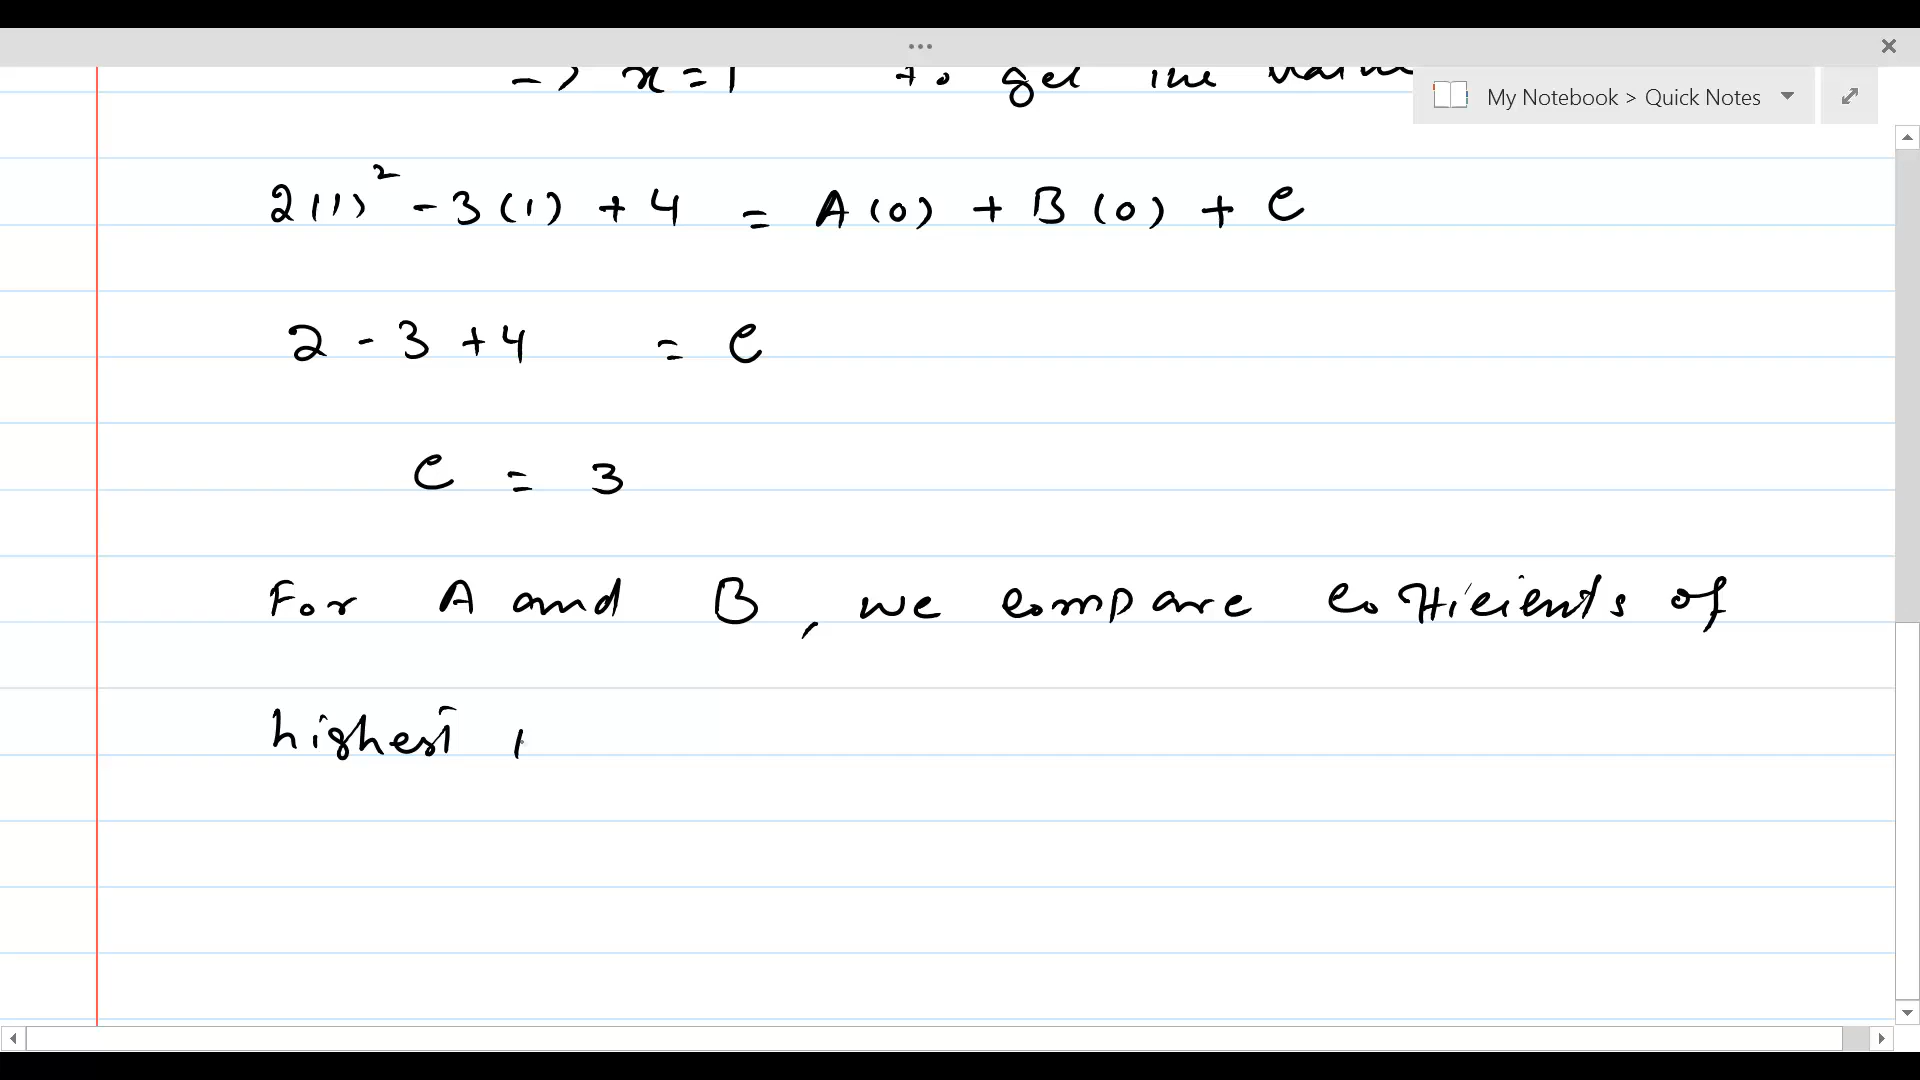 ...
→ x = 1 to get the
My Notebook > Quick Notes
2(1)² - 3(1) + 4 = A(0) + B(0) + C
2 - 3 + 4 = C
C = 3
For A and B, we compare coefficients of
highest